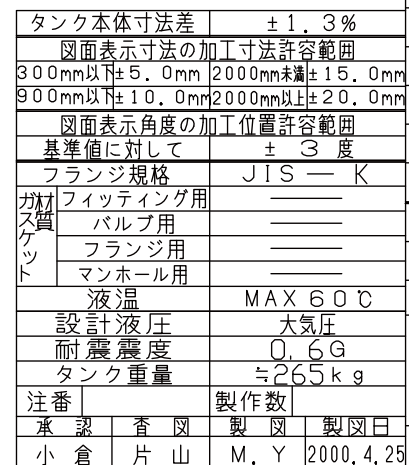 タンク本体寸法差 ±1.3%
図面表示寸法の加工寸法許容範囲
300mm以下 ±5.0mm 2000mm未満 ±15.0mm
900mm以下 ±10.0mm 2000mm以上 ±20.0mm
図面表示角度の加工位置許容範囲
基準値に対して ± 3 度
フランジ規格 JIS — K
ガスケット材質
フィッティング用 ———
バルブ用 ———
フランジ用 ———
マンホール用 ———
液温 MAX60℃
設計液圧 大気圧
耐震震度 0.6G
タンク重量 ≒265kg
注番 製作数
承認 査図 製図 製図日
小倉 片山 M.Y 2000.4.25